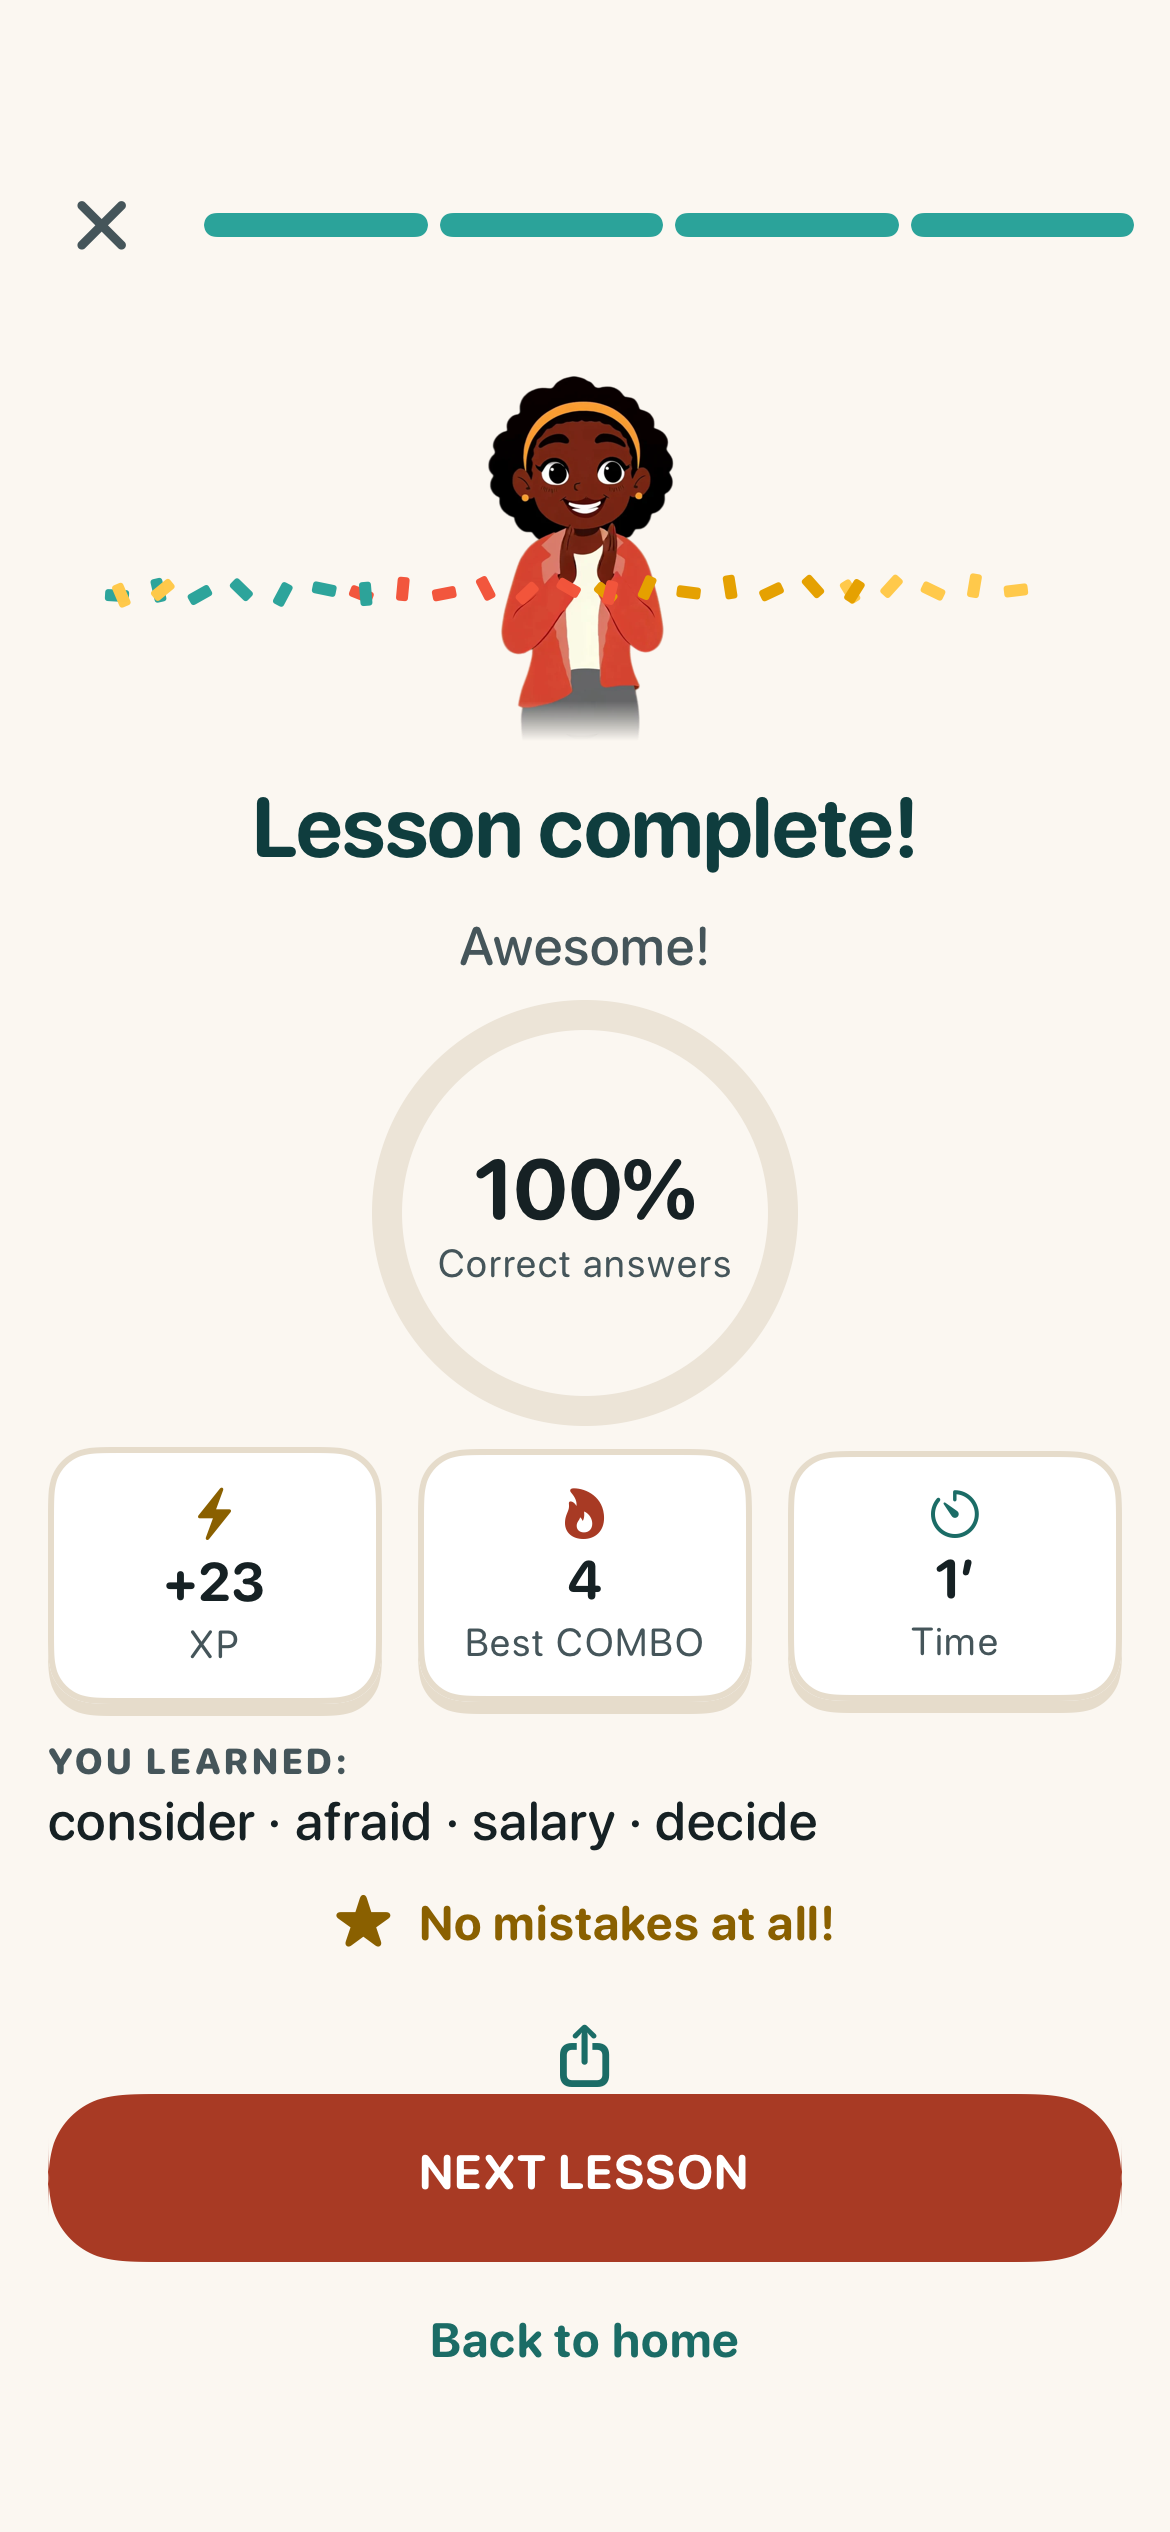 Lesson complete!
Awesome!
100%
Correct answers
+23
XP
4
Best COMBO
1′
Time
YOU LEARNED:
consider · afraid · salary · decide
No mistakes at all!
NEXT LESSON
Back to home